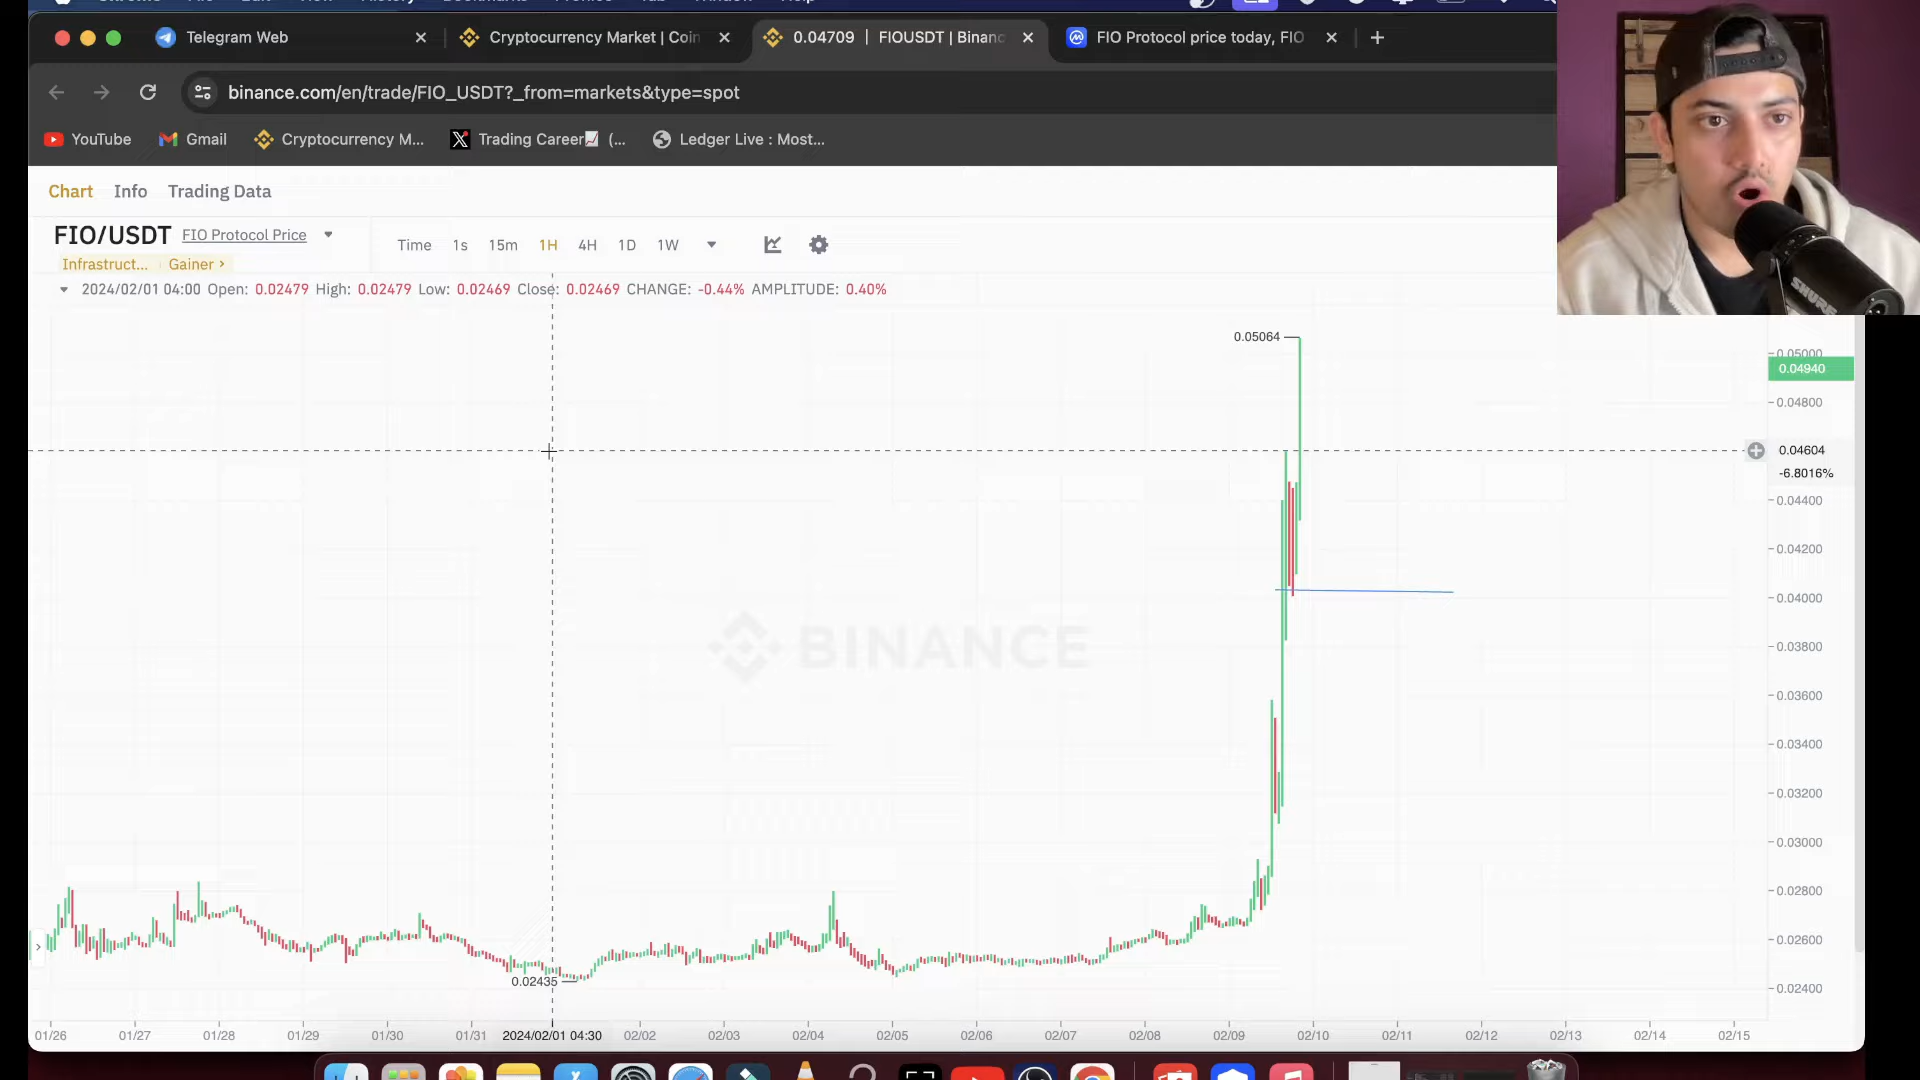 Telegram Web
Cryptocurrency Market | Coin
0.04709 | FIOUSDT | Binanc
FIO Protocol price today, FIO
binance.com/en/trade/FIO_USDT?_from=markets&type=spot
YouTube
Gmail
Cryptocurrency M...
Trading Career📈 (...
Ledger Live : Most...
Chart Info Trading Data
FIO/USDT FIO Protocol Price
Infrastruct... Gainer >
Time 1s 15m 1H 4H 1D 1W
2024/02/01 04:00 Open: 0.02479 High: 0.02479 Low: 0.02469 Close: 0.02469 CHANGE: -0.44% AMPLITUDE: 0.40%
0.05064
0.05000
0.04940
0.04800
0.04604
-6.8016%
0.04400
0.04200
0.04000
0.03800
0.03600
0.03400
0.03200
0.03000
0.02800
0.02600
0.02400
BINANCE
0.02435
01/26 01/27 01/28 01/29 01/30 01/31 2024/02/01 04:30 02/02 02/03 02/04 02/05 02/06 02/07 02/08 02/09 02/10 02/11 02/12 02/13 02/14 02/15
SHURE